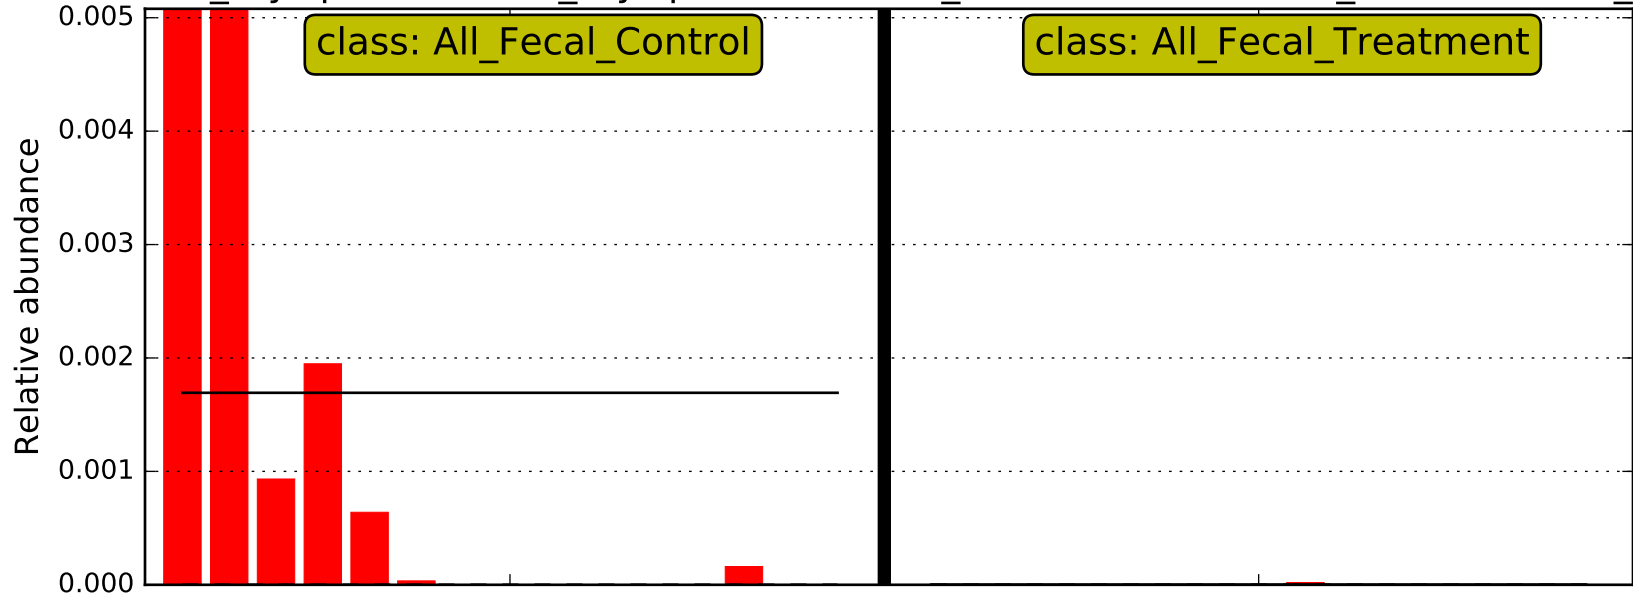 class: All_Fecal_Control
class: All_Fecal_Treatment
Relative abundance
0.005
0.004
0.003
0.002
0.001
0.000